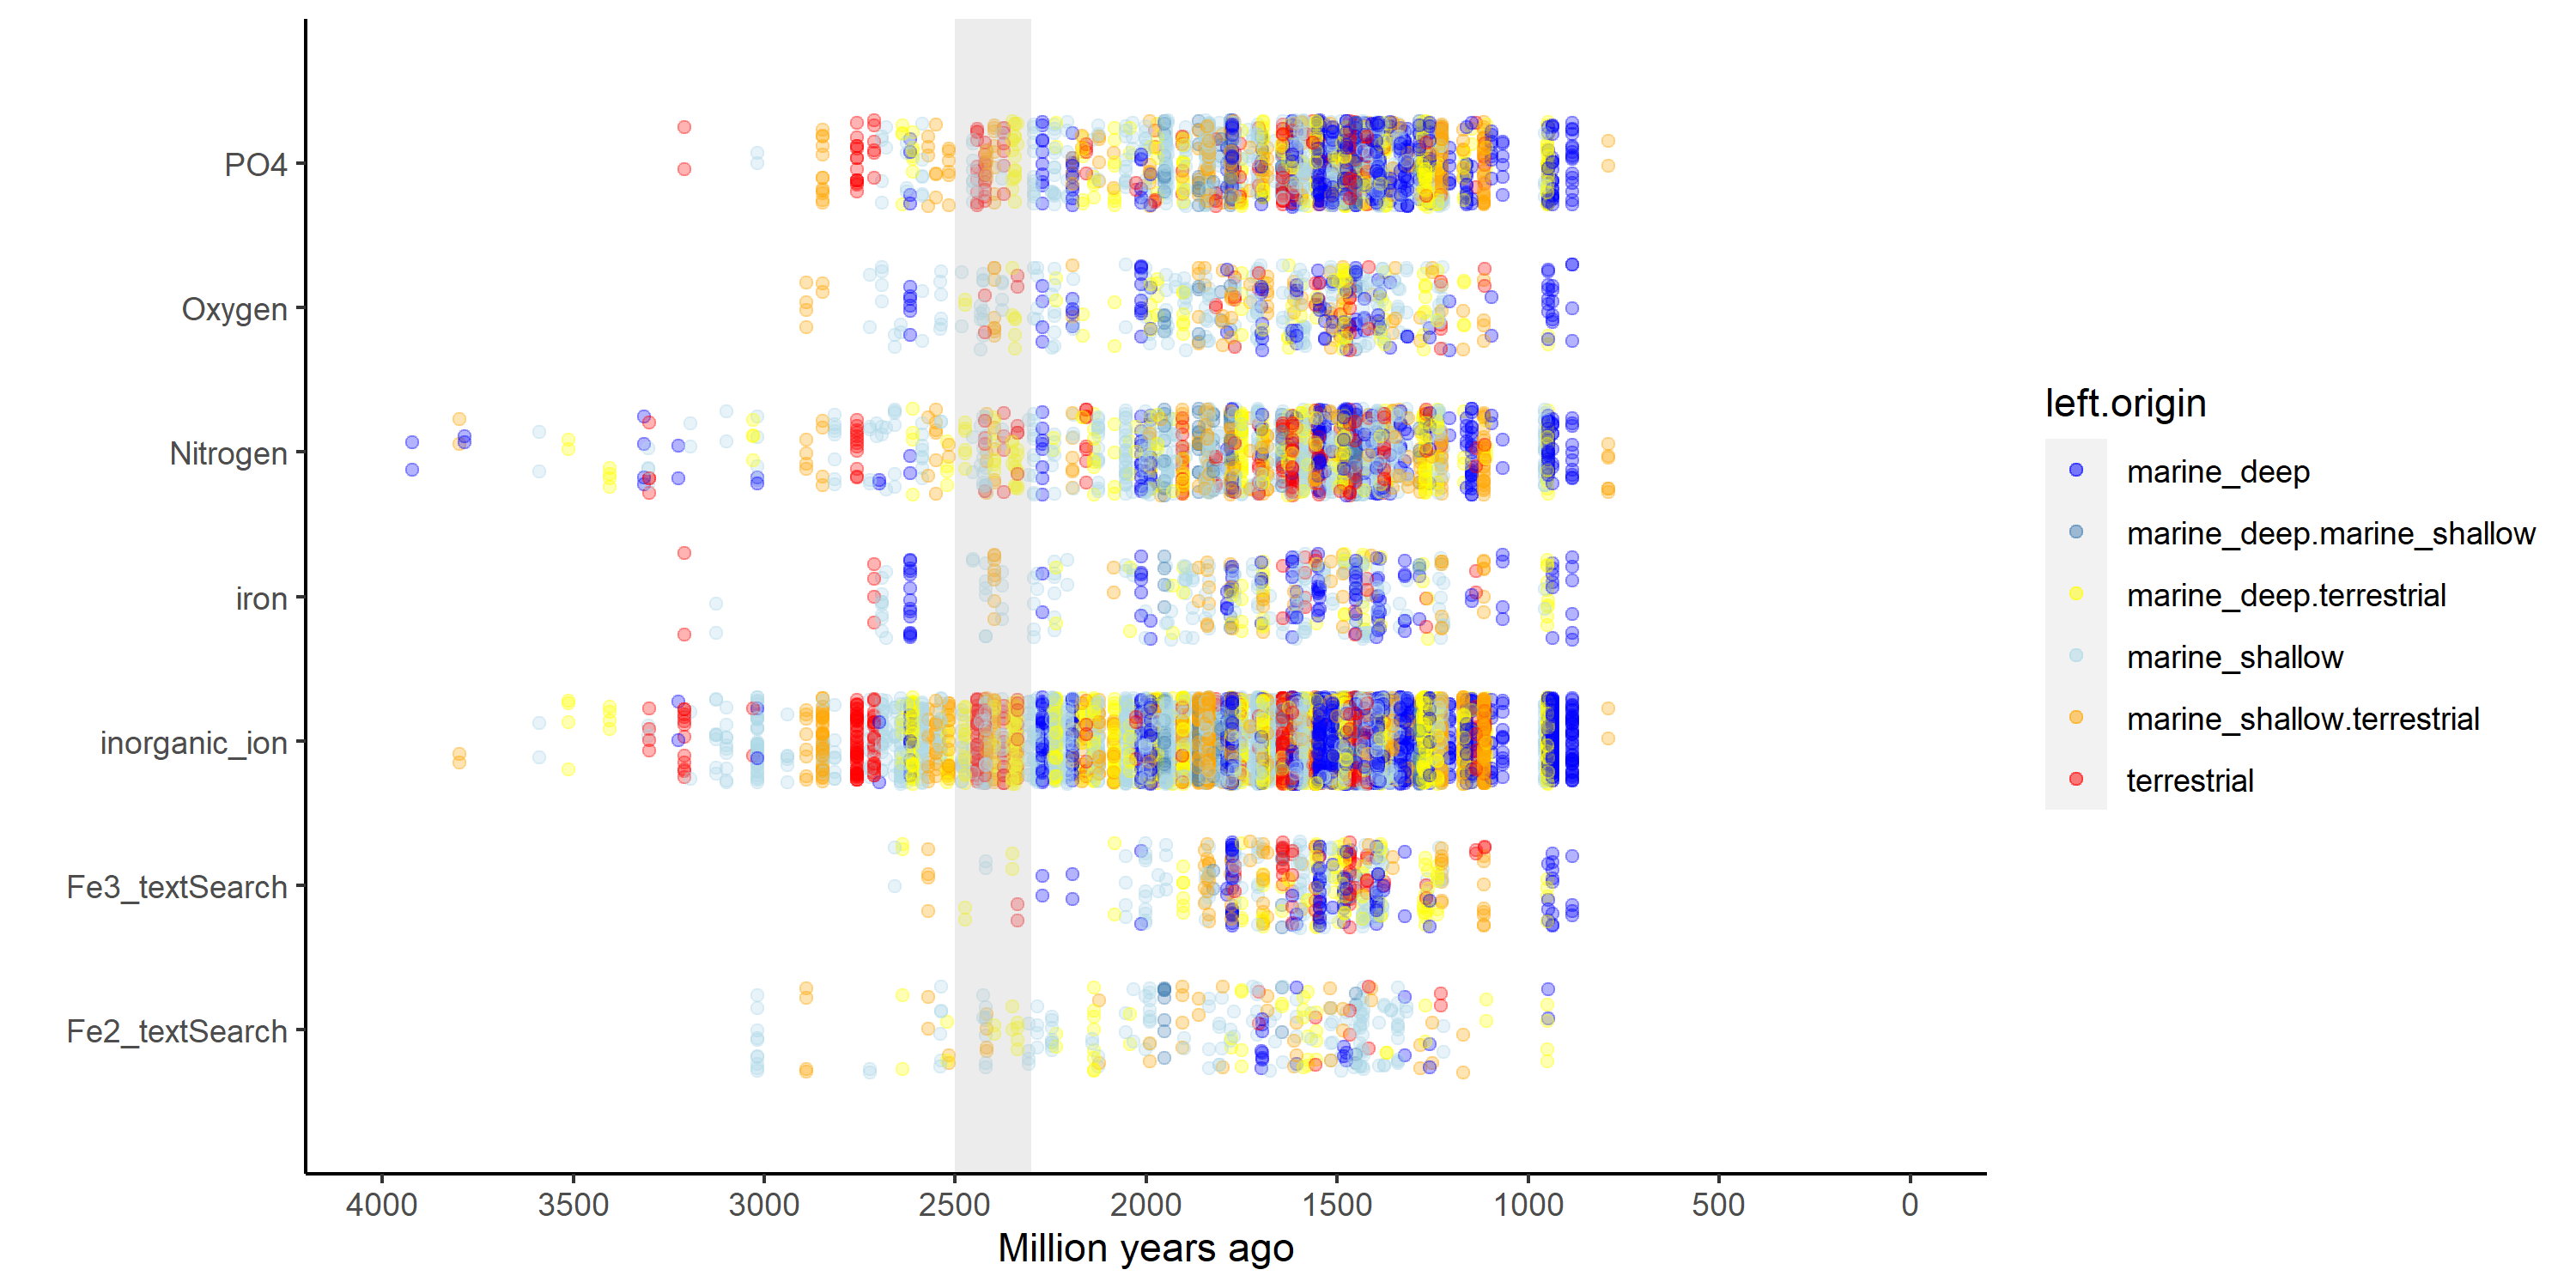 PO4
Oxygen
Nitrogen
iron
inorganic_ion
Fe3_textSearch
Fe2_textSearch
4000 3500 3000 2500 2000 1500 1000 500 0
Million years ago
left.origin
marine_deep
marine_deep.marine_shallow
marine_deep.terrestrial
marine_shallow
marine_shallow.terrestrial
terrestrial